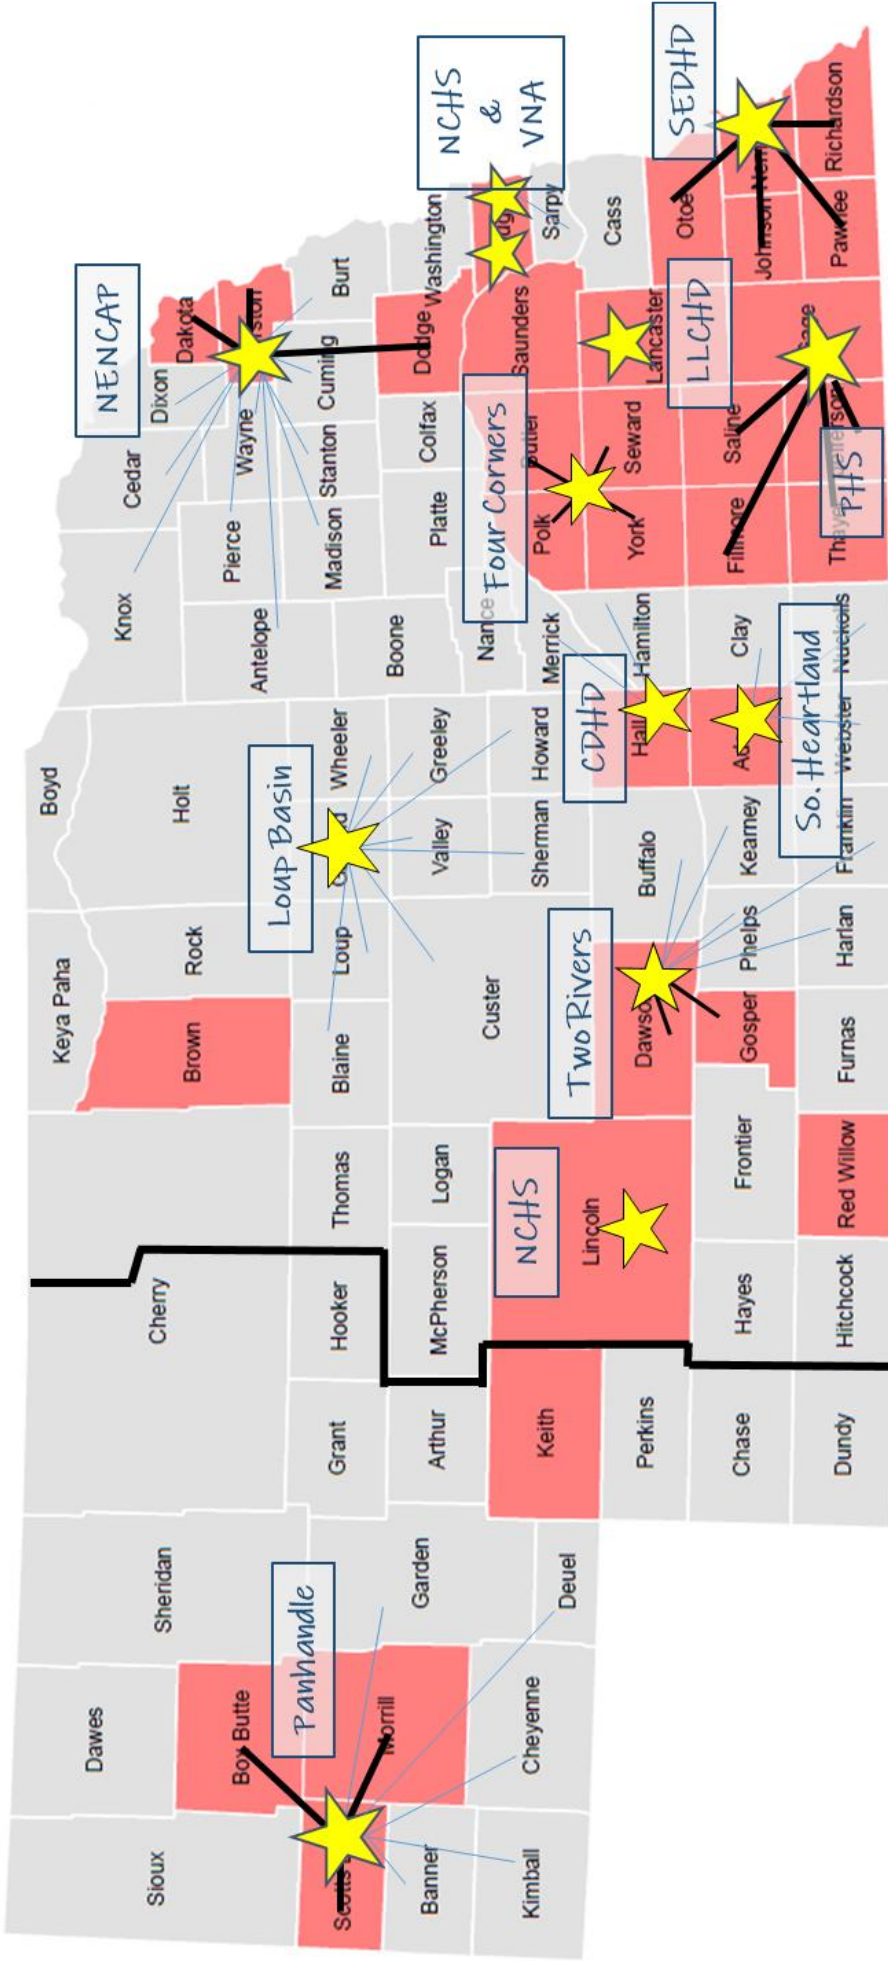 Sioux
Dawes
Sheridan
Cherry
Keya Paha
Boyd
Knox
Cedar
Dixon
NENCAP
Dakota
Box Butte
Panhandle
Brown
Rock
Holt
Antelope
Pierce
Wayne
Morrill
Garden
Grant
Hooker
Thomas
Blaine
Loup
Loup Basin
Wheeler
Madison
Stanton
Cuming
Burt
Banner
Arthur
McPherson
Logan
Valley
Greeley
Boone
Platte
Colfax
Dodge
Washington
NCHS
&
VNA
Kimball
Cheyenne
Deuel
Keith
Lincoln
NCHS
Custer
Sherman
Howard
Nance
Merrick
Polk
Four Corners
Saunders
Sarpy
Perkins
Two Rivers
Buffalo
CDHD
Hamilton
York
Seward
Lancaster
LLCHD
Cass
Chase
Hayes
Frontier
Gosper
Phelps
Kearney
Clay
Fillmore
Saline
Otoe
SEDHD
Johnson
Dundy
Hitchcock
Red Willow
Furnas
Harlan
Franklin
So. Heartland
Webster
Nuckolls
PHS
Pawnee
Richardson